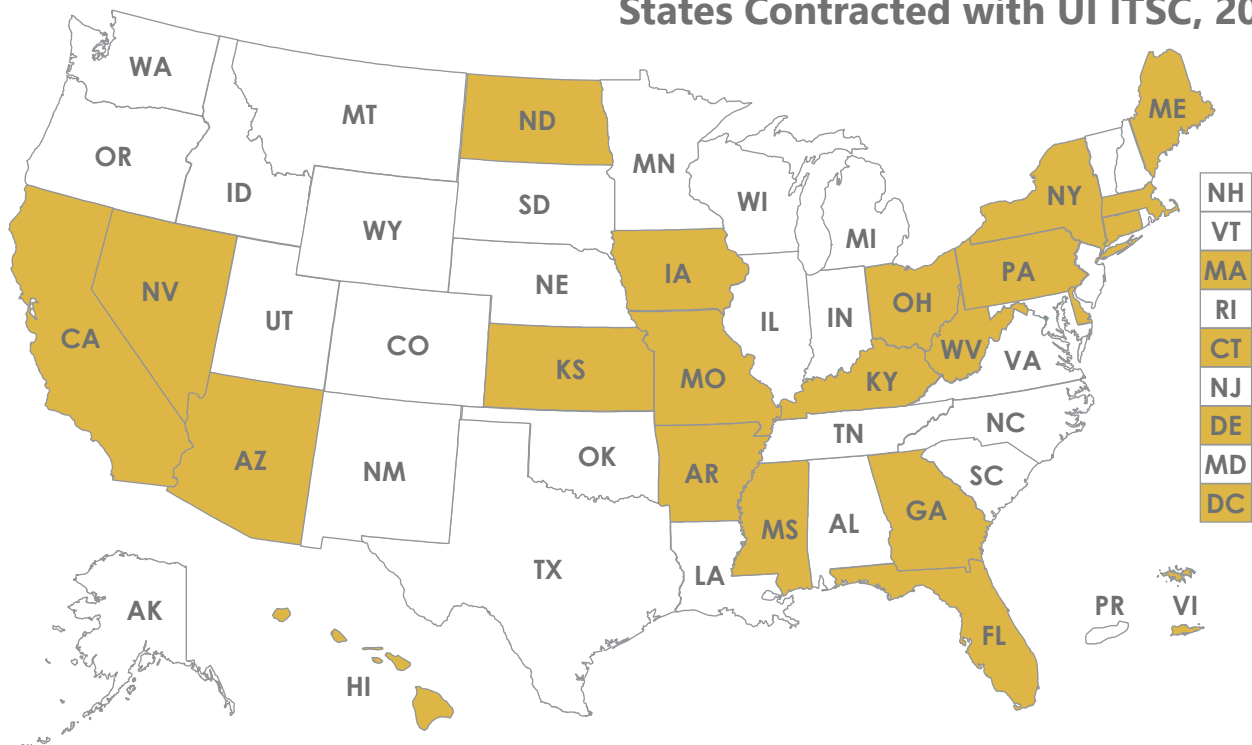 States Contracted with UI ITSC, 20
WA
MT
ND
ME
OR
MN
ID
SD
WI
NY
NH
WY
MI
VT
NV
NE
IA
PA
MA
CA
UT
CO
IL
IN
OH
RI
KS
MO
KY
WV
VA
CT
NJ
AZ
NM
OK
TN
NC
DE
AR
SC
MD
MS
AL
GA
DC
TX
LA
AK
HI
FL
PR
VI